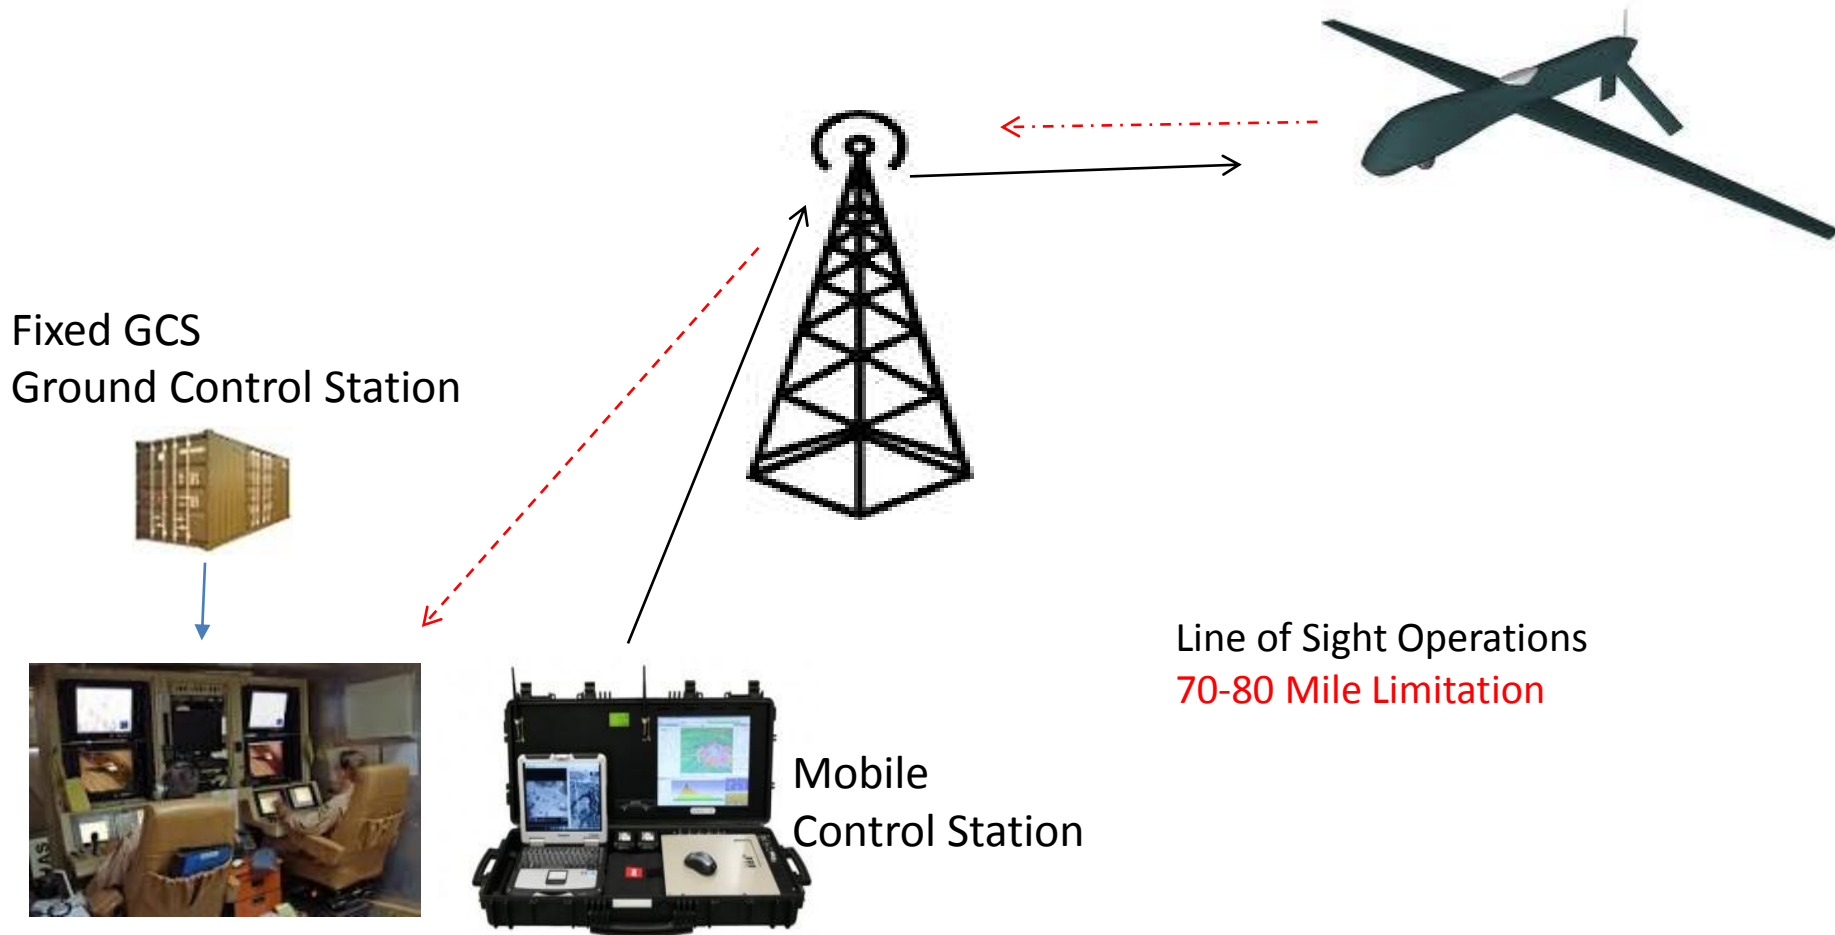 Fixed GCS
Ground Control Station
Line of Sight Operations
70-80 Mile Limitation
Mobile
Control Station